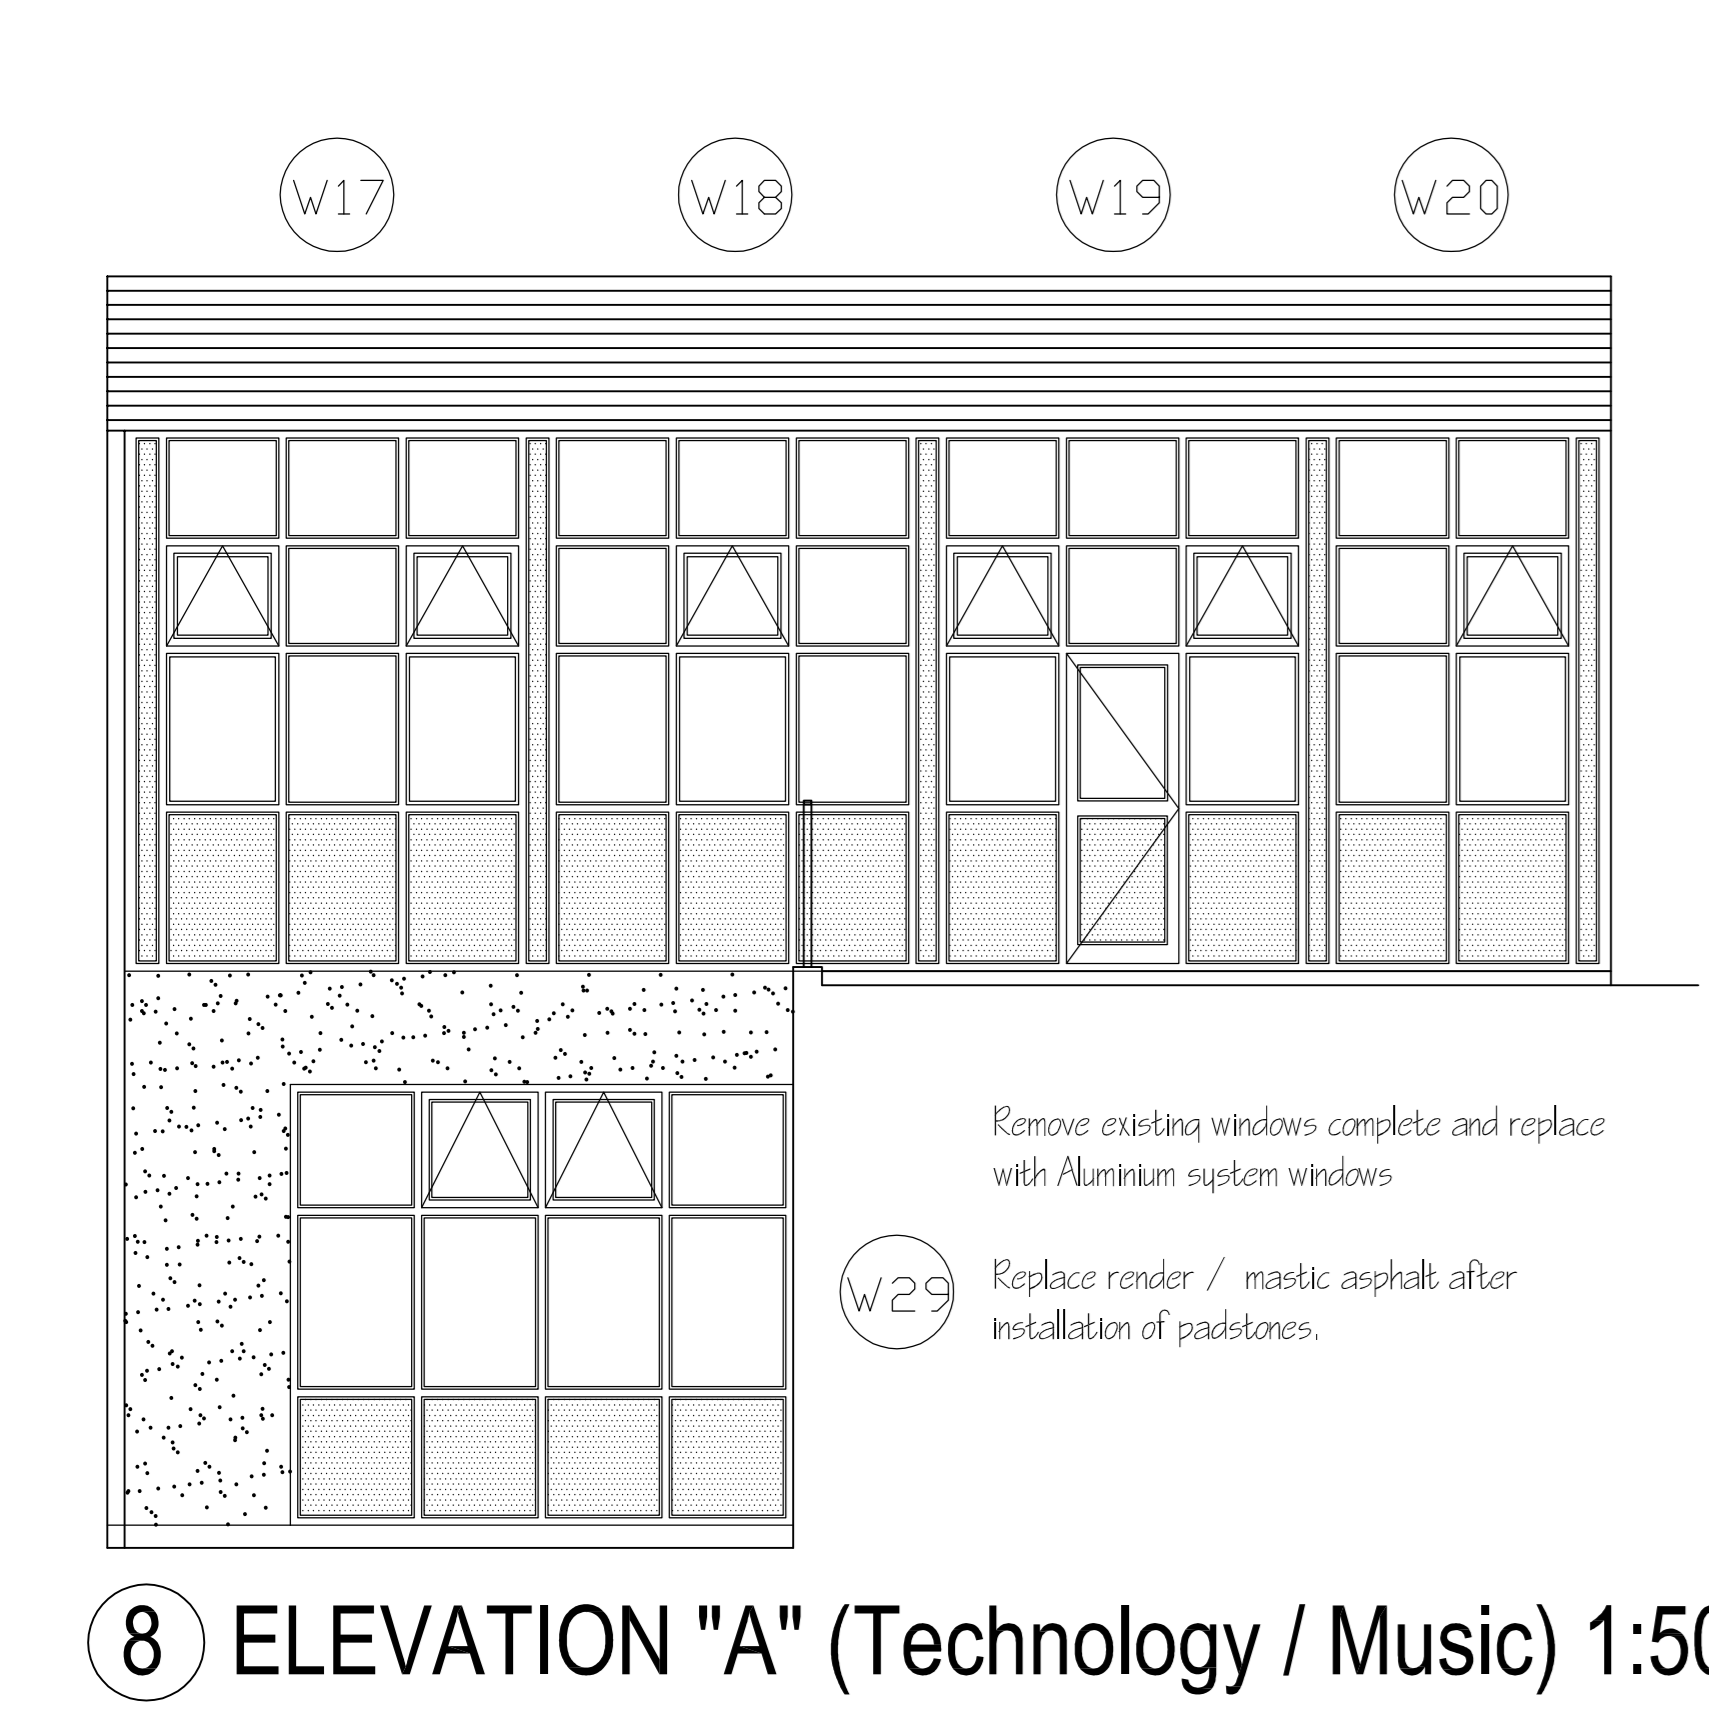 W17 W18 W19 W20
Remove existing windows complete and replace
with Aluminium system windows
W29
Replace render / mastic asphalt after
installation of padstones.
8 ELEVATION "A" (Technology / Music) 1:50